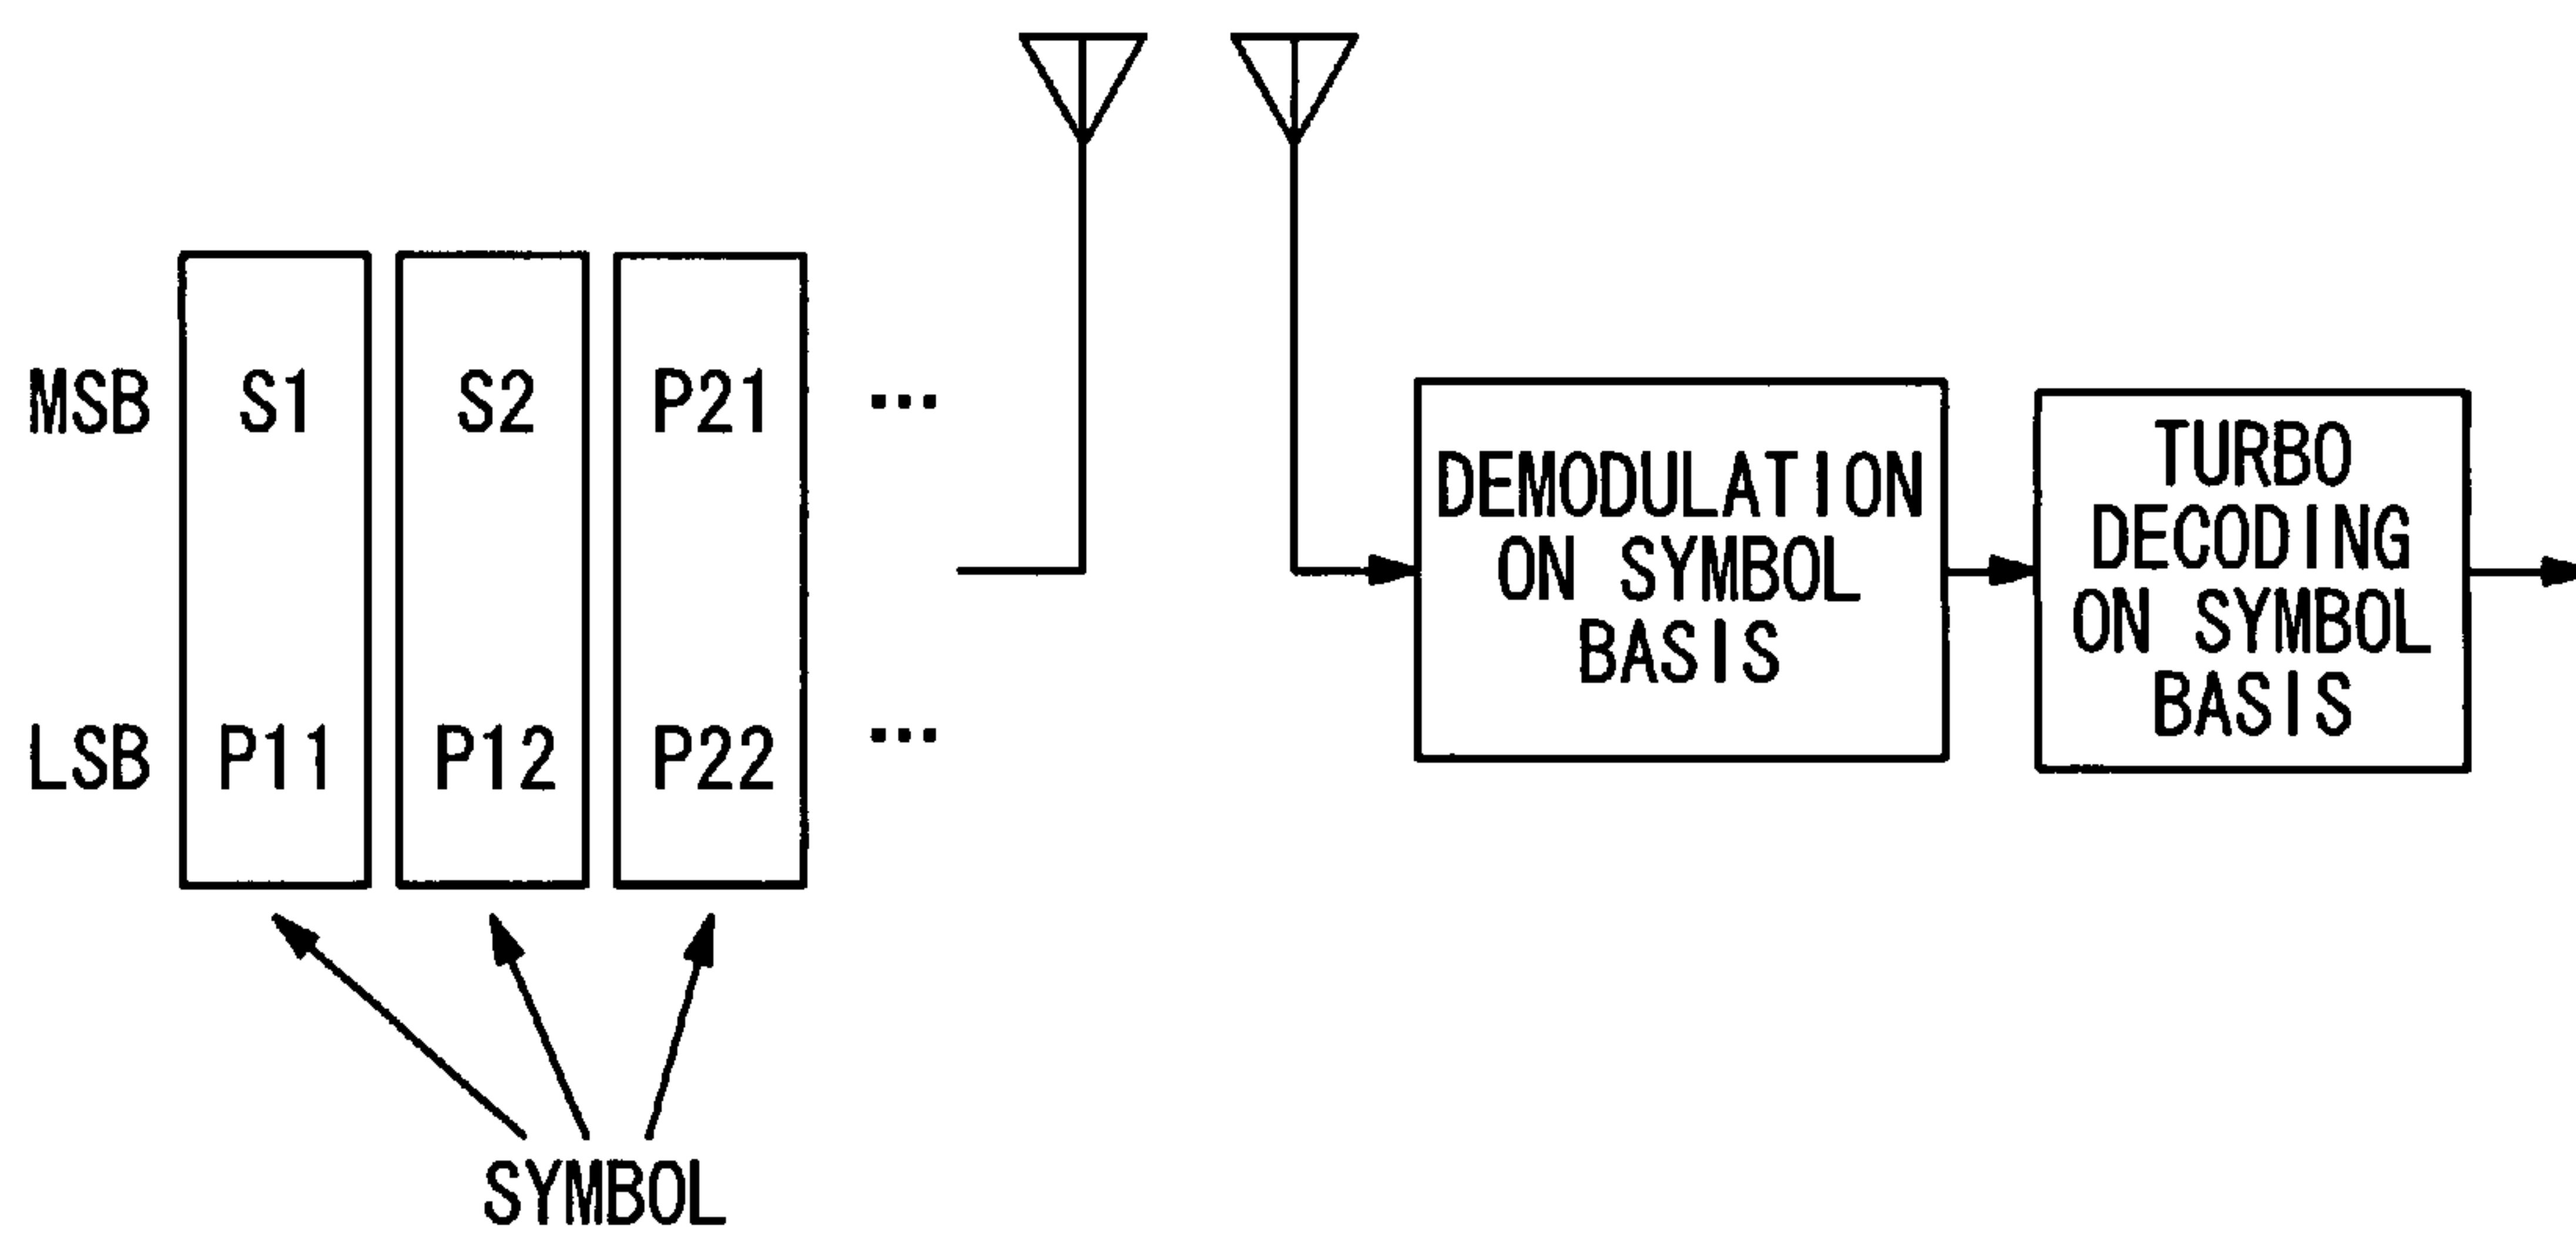 MSB S1 S2 P21 ...
LSB P11 P12 P22 ...
SYMBOL
DEMODULATION
ON SYMBOL
BASIS
TURBO
DECODING
ON SYMBOL
BASIS